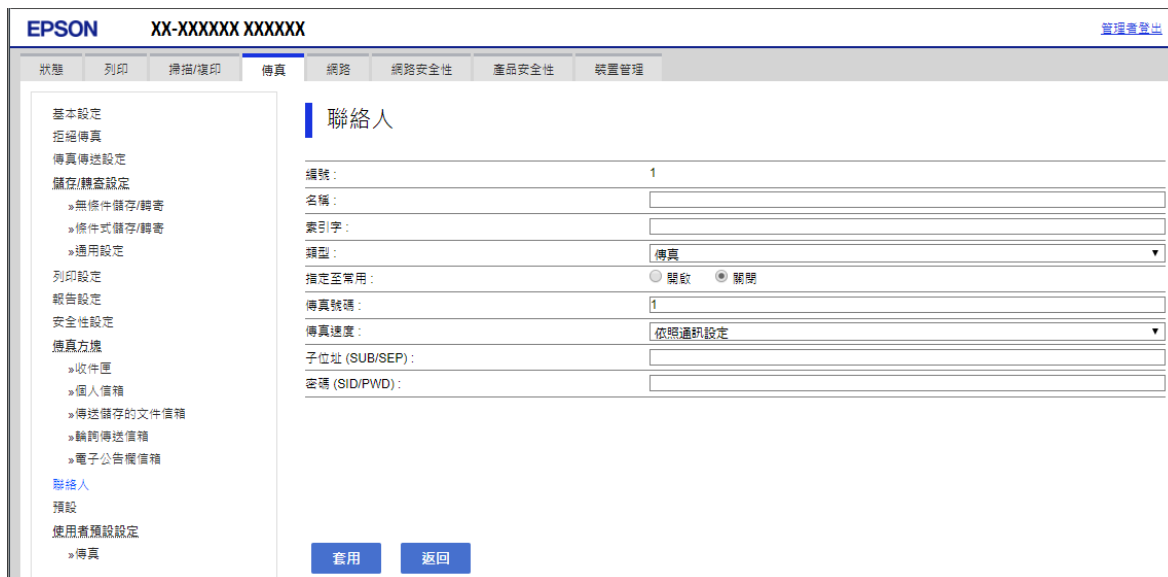 EPSON XX-XXXXXX XXXXXX 管理者登出
狀態 列印 掃描/複印 傳真 網路 網路安全性 產品安全性 裝置管理
基本設定
拒絕傳真
傳真傳送設定
儲存/轉寄設定
»無條件儲存/轉寄
»條件式儲存/轉寄
»通用設定
列印設定
報告設定
安全性設定
傳真方塊
»收件匣
»個人信箱
»傳送儲存的文件信箱
»輪詢傳送信箱
»電子公告欄信箱
聯絡人
預設
使用者預設設定
»傳真
聯絡人
編號 : 1
名稱 :
索引字 :
類型 : 傳真
指定至常用 : 開啟 關閉
傳真號碼 : 1
傳真速度 : 依照通訊設定
子位址 (SUB/SEP) :
密碼 (SID/PWD) :
套用 返回